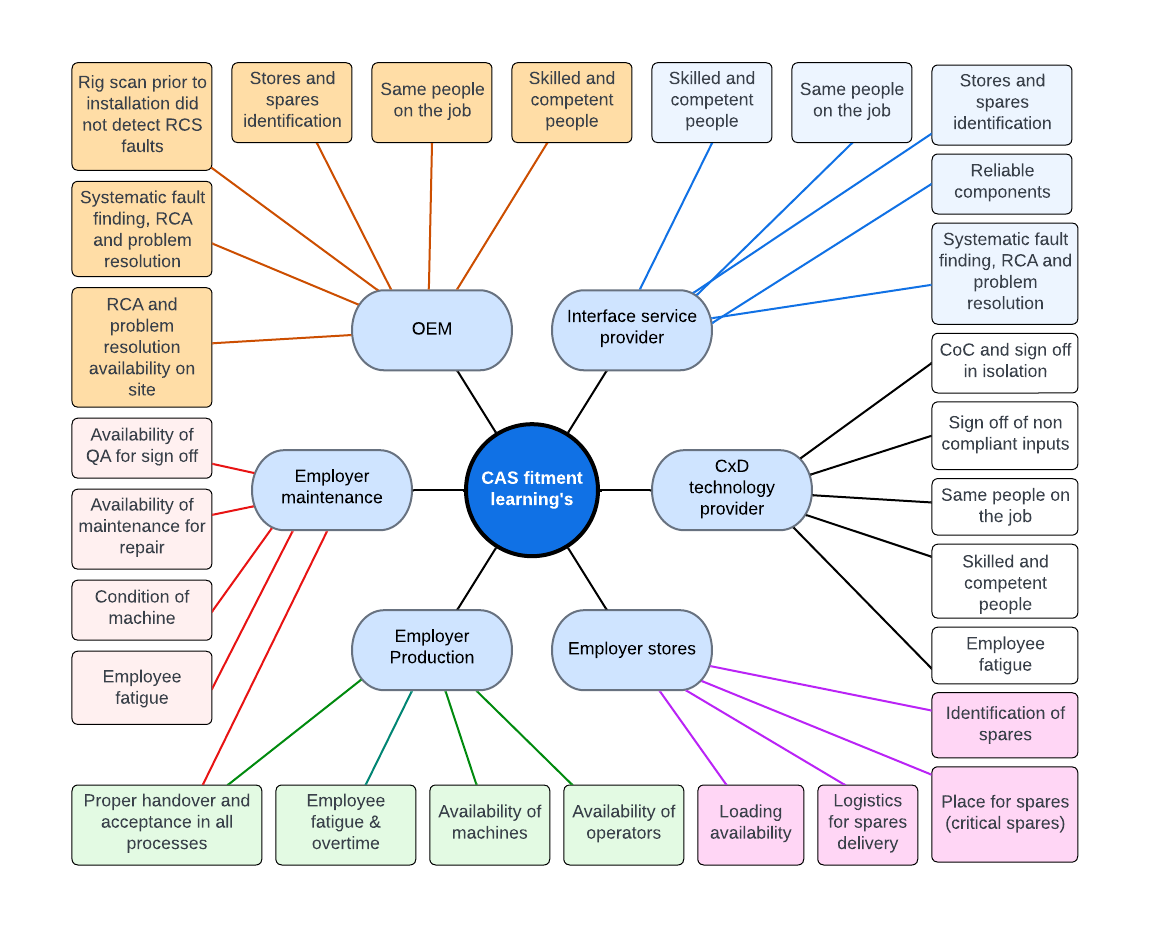 Rig scan prior to
installation did
not detect RCS
faults
Stores and
spares
identification
Same people
on the job
Skilled and
competent
people
Skilled and
competent
people
Same people
on the job
Stores and
spares
identification
Reliable
components
Systematic fault
finding, RCA
and problem
resolution
Systematic fault
finding, RCA and
problem
resolution
RCA and
problem
resolution
availability on
site
OEM
Interface service
provider
CoC and sign off
in isolation
Availability of
QA for sign off
Sign off of non
compliant inputs
Employer
maintenance
CAS fitment
learning's
CxD
technology
provider
Availability of
maintenance for
repair
Same people on
the job
Condition of
machine
Skilled and
competent
people
Employee
fatigue
Employer
Production
Employer stores
Employee
fatigue
Identification of
spares
Proper handover and
acceptance in all
processes
Employee
fatigue &
overtime
Availability of
machines
Availability of
operators
Loading
availability
Logistics
for spares
delivery
Place for spares
(critical spares)